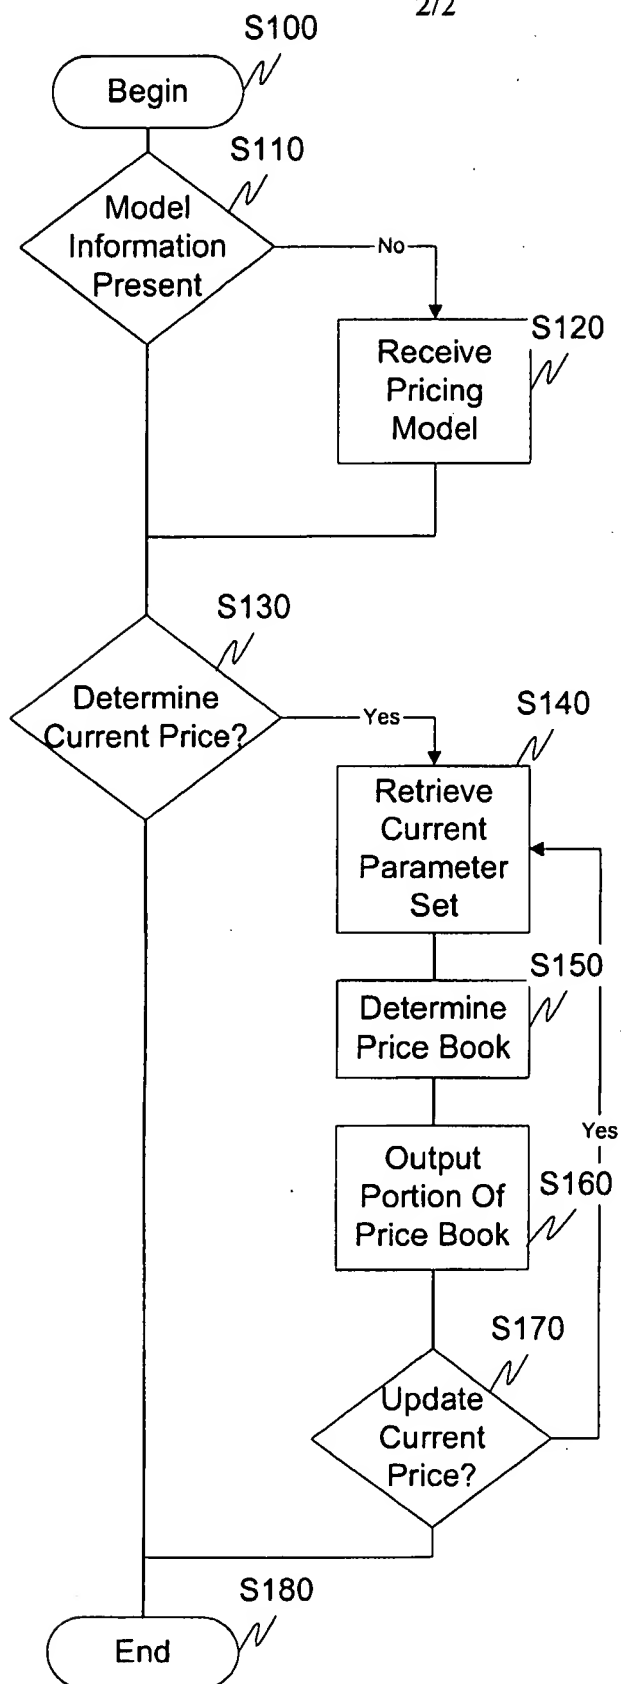 2/2
S100
Begin
S110
Model
Information
Present
No
S120
Receive
Pricing
Model
S130
Determine
Current Price?
Yes
S140
Retrieve
Current
Parameter
Set
S150
Determine
Price Book
Yes
Output
Portion Of
Price Book
S160
S170
Update
Current
Price?
S180
End